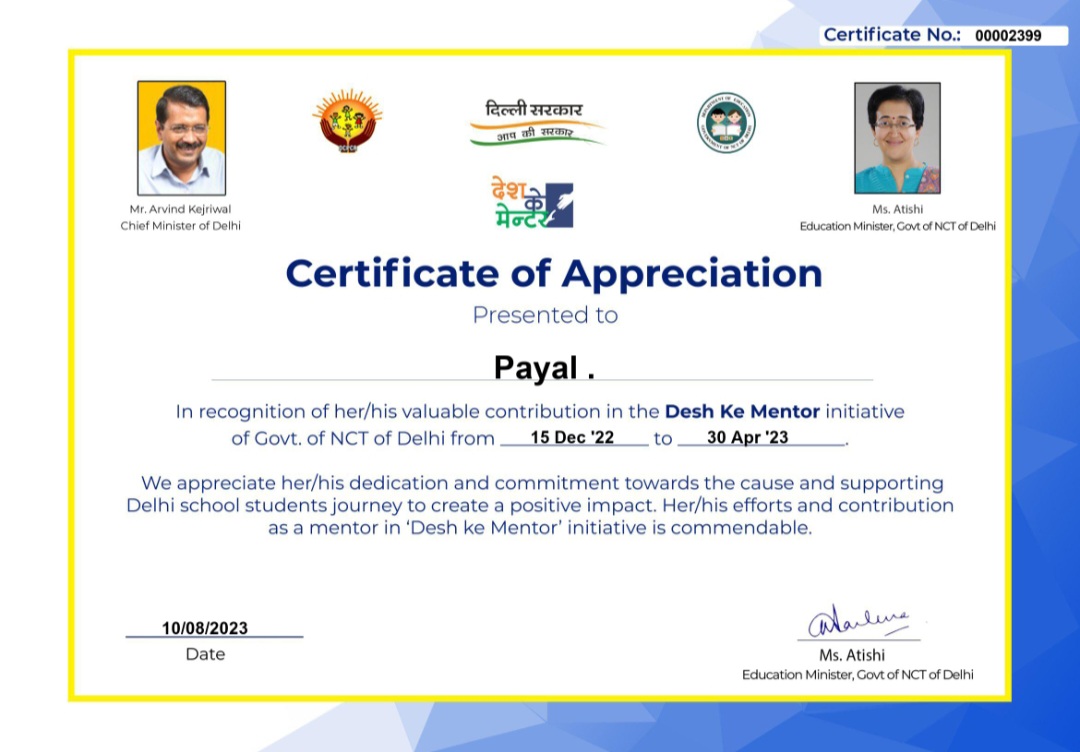 Certificate No.: 00002399
दिल्ली सरकार
आप की सरकार
देश
के
मेन्टर
Mr. Arvind Kejriwal
Chief Minister of Delhi
Ms. Atishi
Education Minister, Govt of NCT of Delhi
Certificate of Appreciation
Presented to
Payal .
In recognition of her/his valuable contribution in the Desh Ke Mentor initiative
of Govt. of NCT of Delhi from 15 Dec '22 to 30 Apr '23.
We appreciate her/his dedication and commitment towards the cause and supporting
Delhi school students journey to create a positive impact. Her/his efforts and contribution
as a mentor in ‘Desh ke Mentor’ initiative is commendable.
10/08/2023
Date
Ms. Atishi
Education Minister, Govt of NCT of Delhi